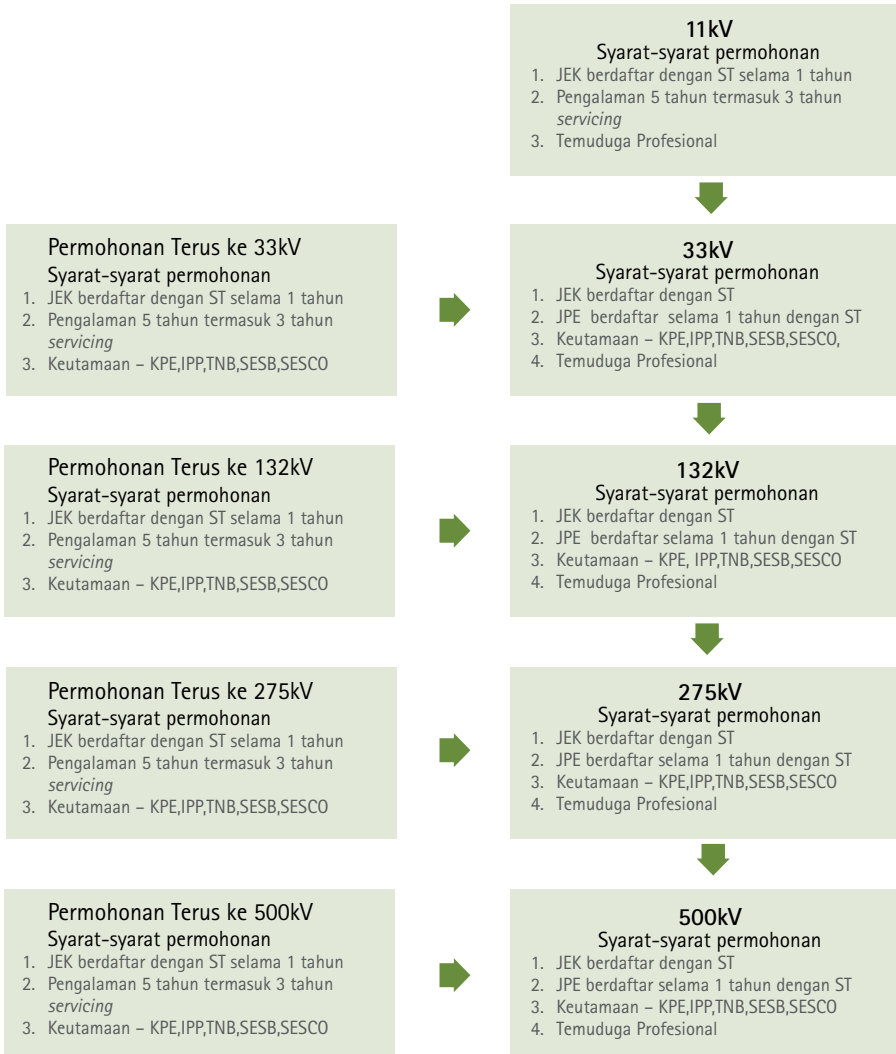 11kV
Syarat-syarat permohonan
1. JEK berdaftar dengan ST selama 1 tahun
2. Pengalaman 5 tahun termasuk 3 tahun
servicing
3. Temuduga Profesional
Permohonan Terus ke 33kV
Syarat-syarat permohonan
1. JEK berdaftar dengan ST selama 1 tahun
2. Pengalaman 5 tahun termasuk 3 tahun
servicing
3. Keutamaan – KPE,IPP,TNB,SESB,SESCO
33kV
Syarat-syarat permohonan
1. JEK berdaftar dengan ST
2. JPE berdaftar selama 1 tahun dengan ST
3. Keutamaan – KPE,IPP,TNB,SESB,SESCO,
4. Temuduga Profesional
Permohonan Terus ke 132kV
Syarat-syarat permohonan
1. JEK berdaftar dengan ST selama 1 tahun
2. Pengalaman 5 tahun termasuk 3 tahun
servicing
3. Keutamaan – KPE,IPP,TNB,SESB,SESCO
132kV
Syarat-syarat permohonan
1. JEK berdaftar dengan ST
2. JPE berdaftar selama 1 tahun dengan ST
3. Keutamaan – KPE, IPP,TNB,SESB,SESCO
4. Temuduga Profesional
Permohonan Terus ke 275kV
Syarat-syarat permohonan
1. JEK berdaftar dengan ST selama 1 tahun
2. Pengalaman 5 tahun termasuk 3 tahun
servicing
3. Keutamaan – KPE,IPP,TNB,SESB,SESCO
275kV
Syarat-syarat permohonan
1. JEK berdaftar dengan ST
2. JPE berdaftar selama 1 tahun dengan ST
3. Keutamaan – KPE,IPP,TNB,SESB,SESCO
4. Temuduga Profesional
Permohonan Terus ke 500kV
Syarat-syarat permohonan
1. JEK berdaftar dengan ST selama 1 tahun
2. Pengalaman 5 tahun termasuk 3 tahun
servicing
3. Keutamaan – KPE,IPP,TNB,SESB,SESCO
500kV
Syarat-syarat permohonan
1. JEK berdaftar dengan ST
2. JPE berdaftar selama 1 tahun dengan ST
3. Keutamaan – KPE,IPP,TNB,SESB,SESCO
4. Temuduga Profesional